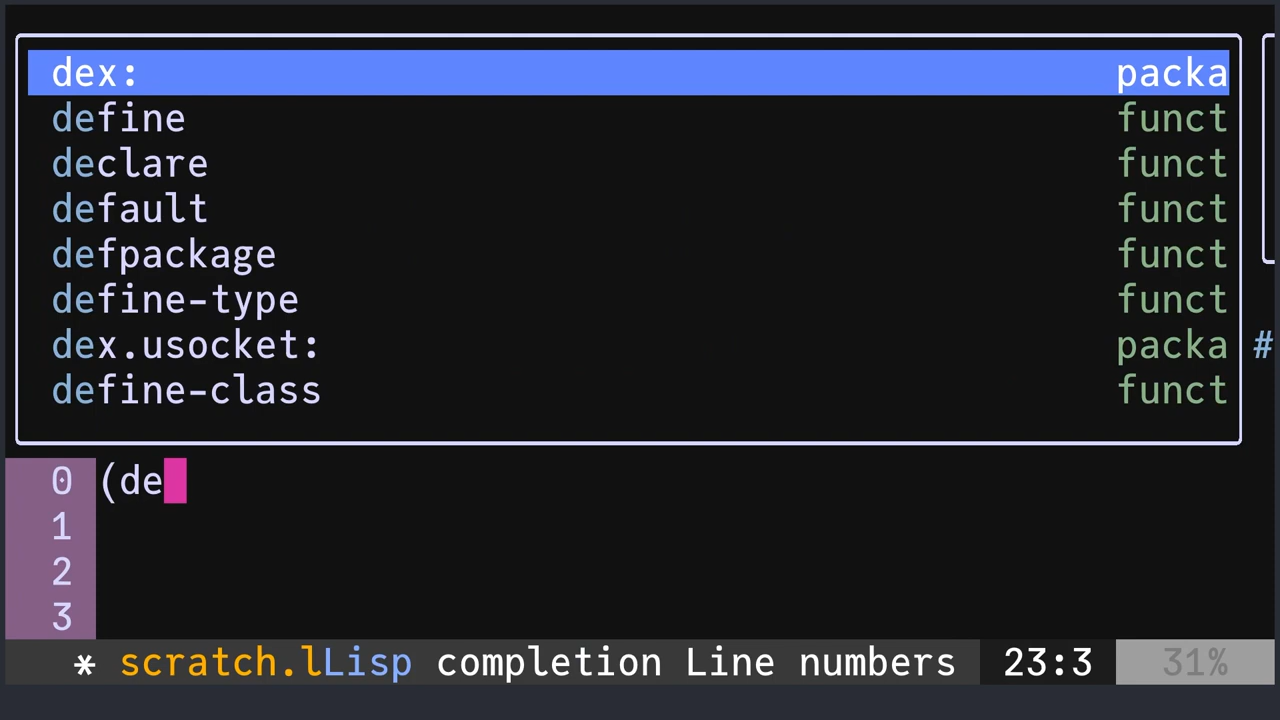 dex: packa
define funct
declare funct
default funct
defpackage funct
define-type funct
dex.usocket: packa #
define-class funct
0 (de
1
2
3
* scratch.lLisp completion Line numbers 23:3 31%